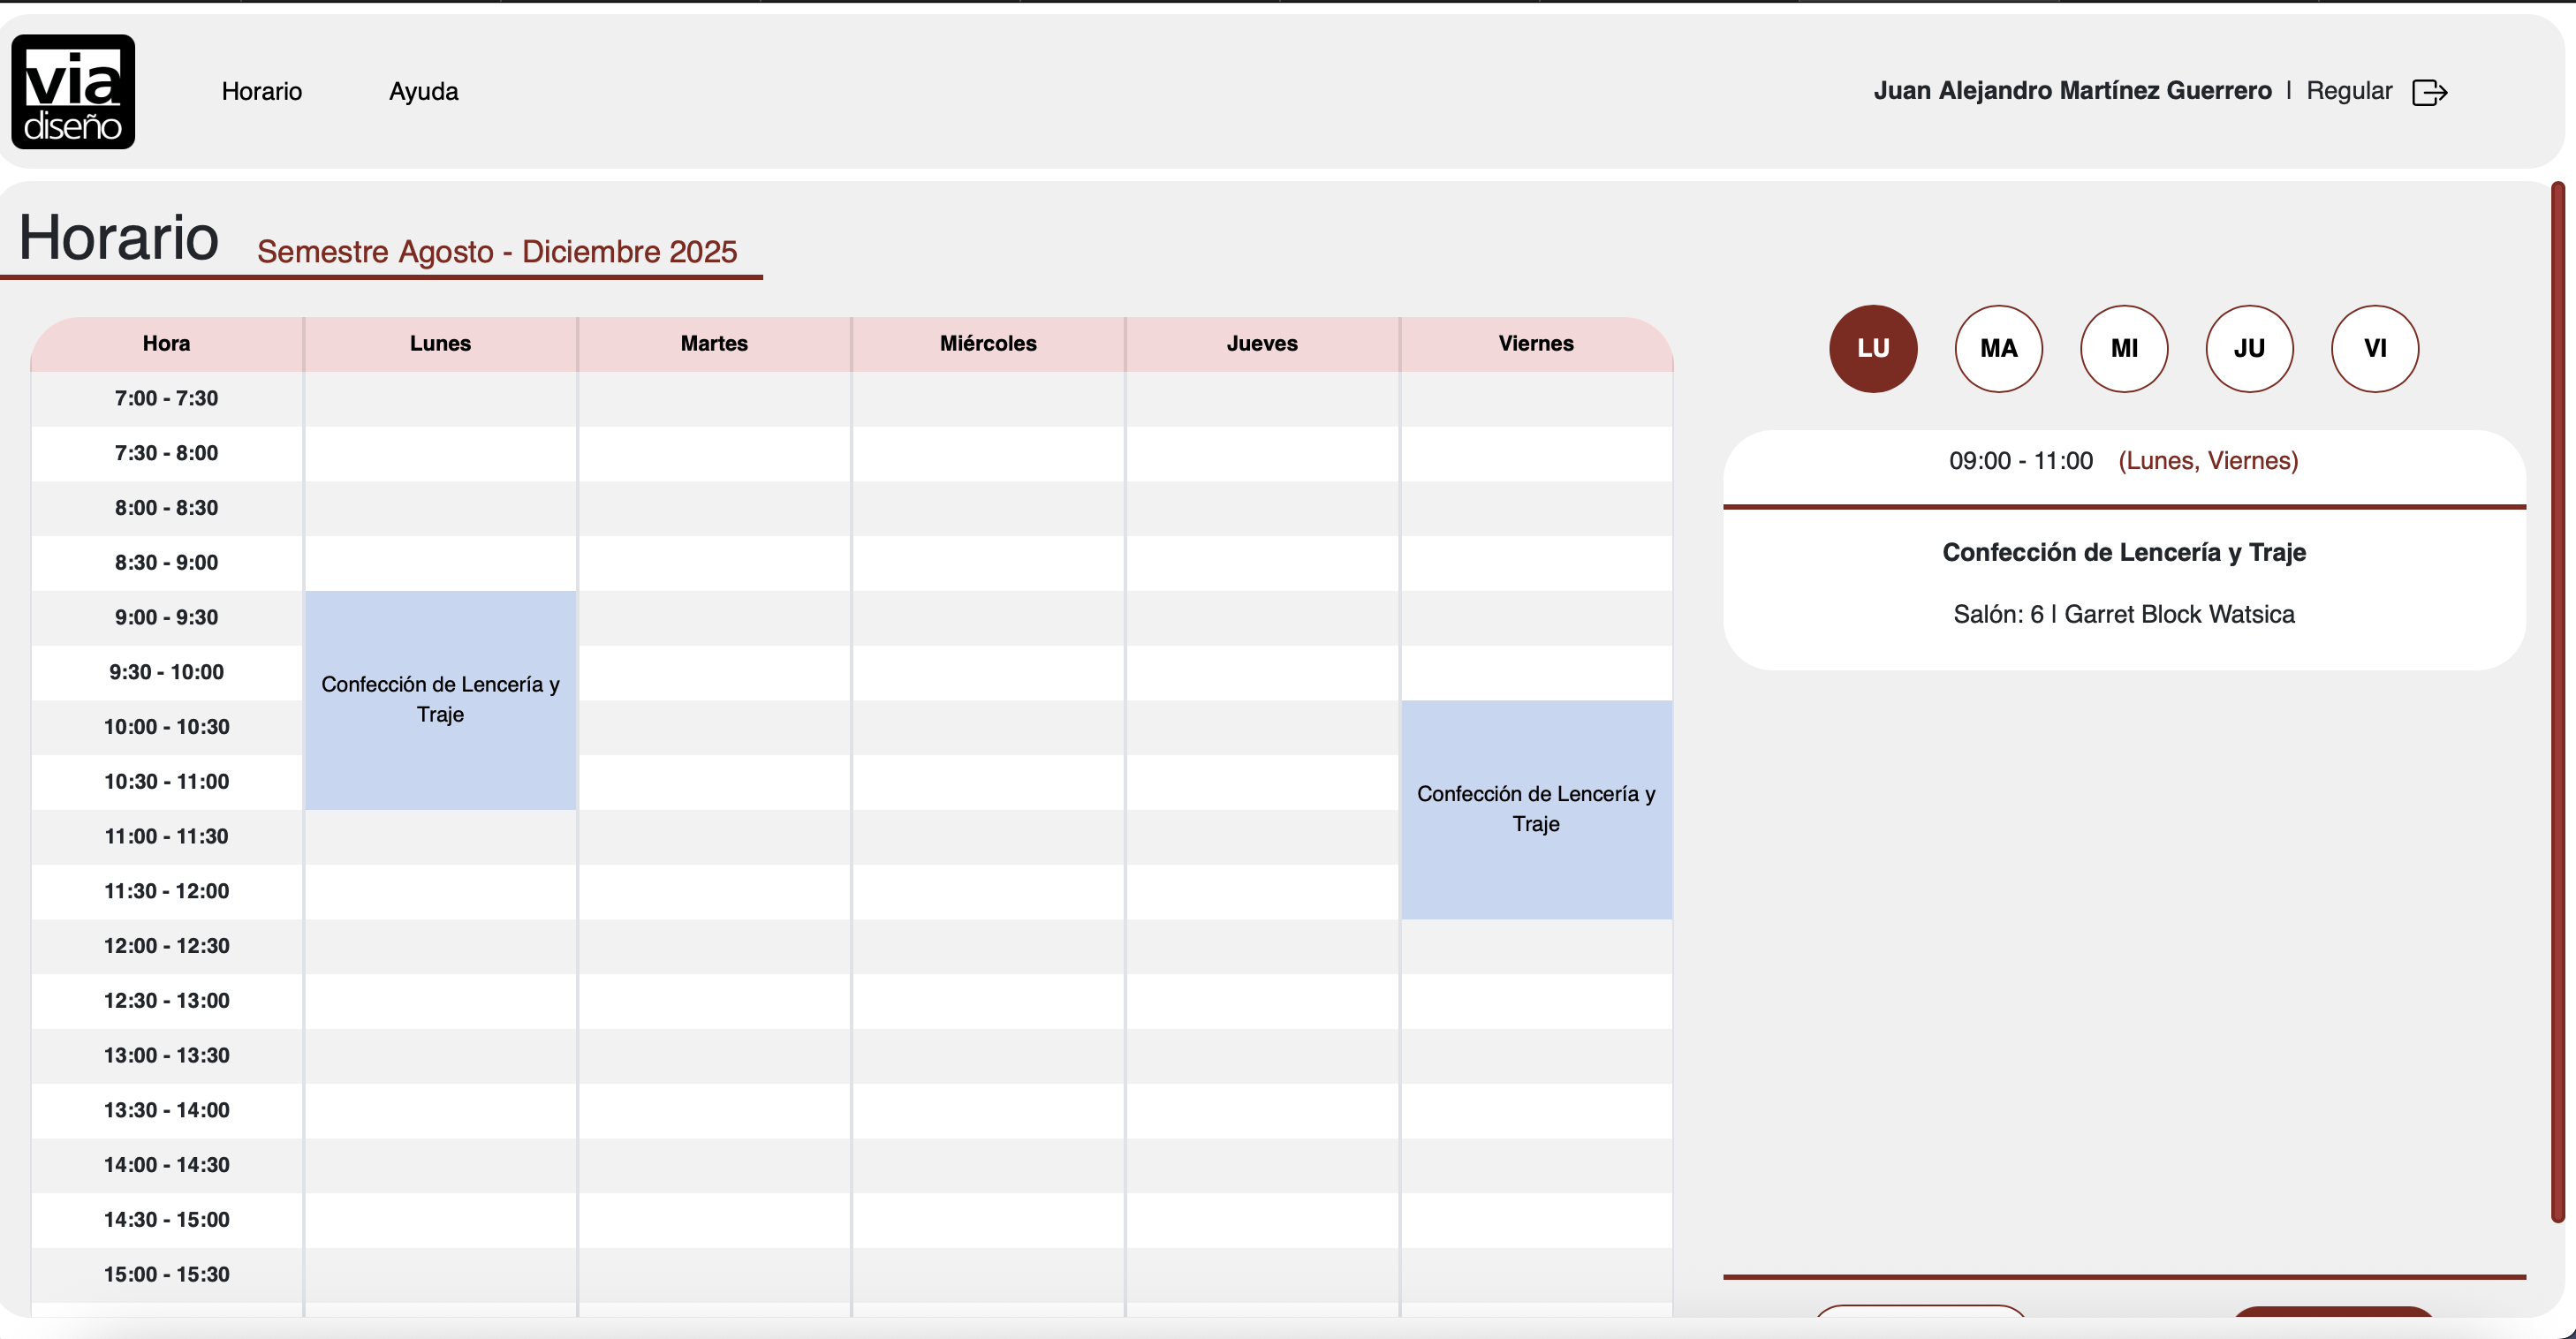 via
diseño
Horario
Ayuda
Juan Alejandro Martínez Guerrero | Regular
Horario
Semestre Agosto - Diciembre 2025
Hora Lunes Martes Miércoles Jueves Viernes
7:00 - 7:30
7:30 - 8:00
8:00 - 8:30
8:30 - 9:00
9:00 - 9:30
9:30 - 10:00
10:00 - 10:30
10:30 - 11:00
11:00 - 11:30
11:30 - 12:00
12:00 - 12:30
12:30 - 13:00
13:00 - 13:30
13:30 - 14:00
14:00 - 14:30
14:30 - 15:00
15:00 - 15:30
Confección de Lencería y
Traje
Confección de Lencería y
Traje
LU MA MI JU VI
09:00 - 11:00 (Lunes, Viernes)
Confección de Lencería y Traje
Salón: 6 | Garret Block Watsica